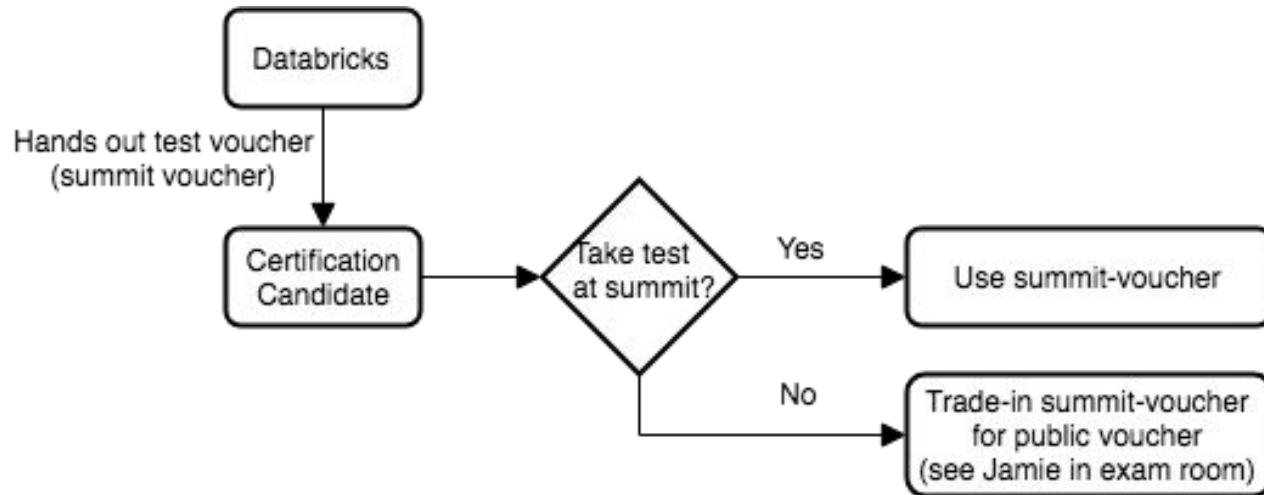 Databricks
Hands out test voucher
(summit voucher)
Certification
Candidate
Take test
at summit?
Yes
Use summit-voucher
No
Trade-in summit-voucher
for public voucher
(see Jamie in exam room)